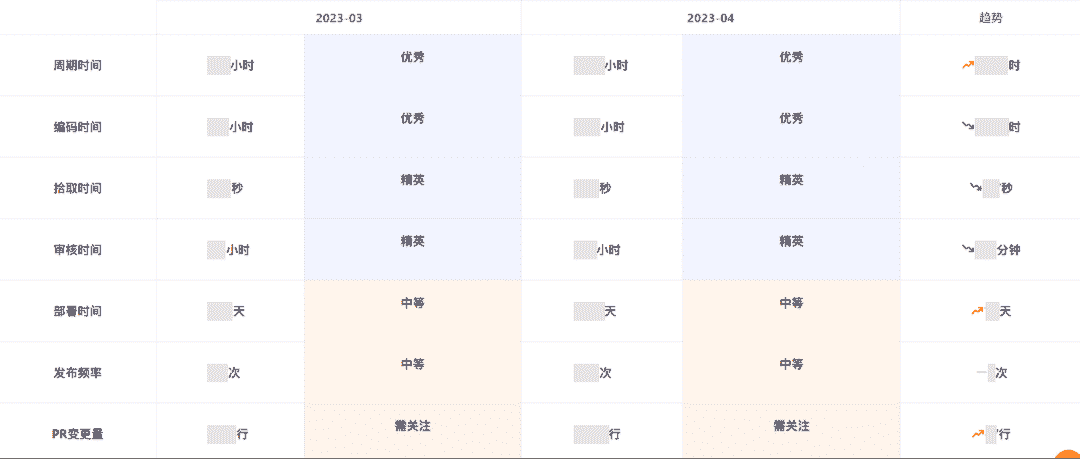 2023-03 2023-04 趋势
周期时间 小时 优秀 小时 优秀 时
编码时间 小时 优秀 小时 优秀 时
拾取时间 秒 精英 秒 精英 秒
审核时间 小时 精英 小时 精英 分钟
部署时间 天 中等 天 中等 天
发布频率 次 中等 次 中等 次
PR变更量 行 需关注 行 需关注 行